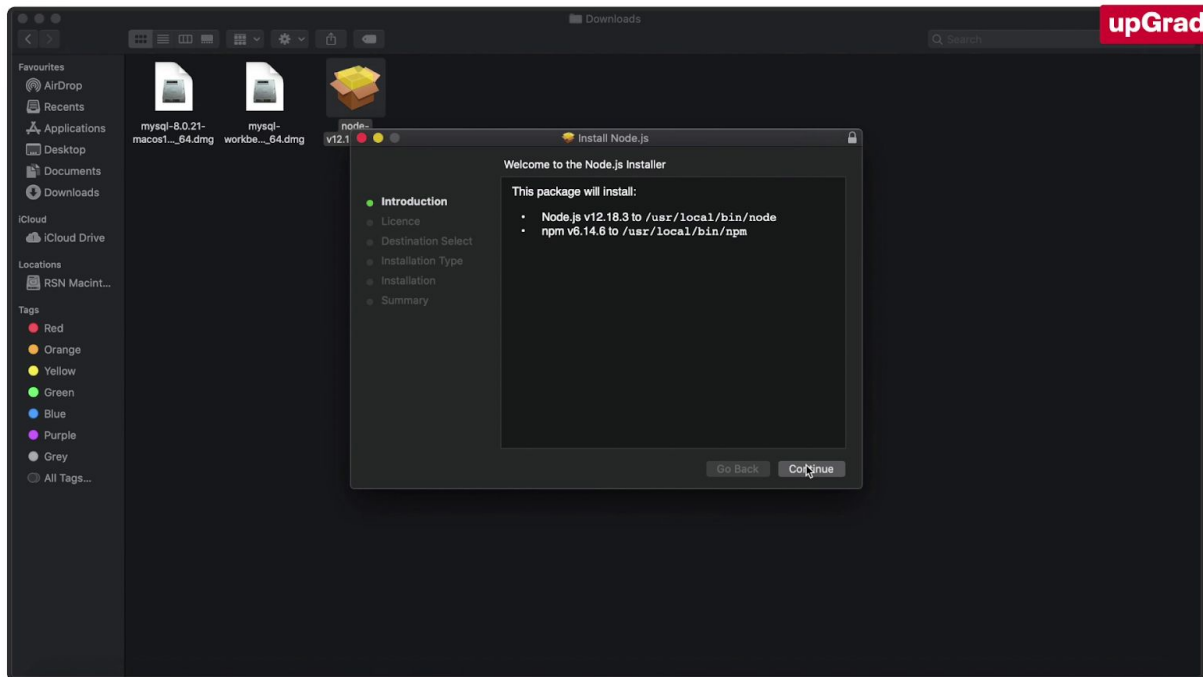 Downloads
upGrad
Search
Favourites
AirDrop
Recents
Applications
Desktop
Documents
Downloads
iCloud
iCloud Drive
Locations
RSN Macint...
Tags
Red
Orange
Yellow
Green
Blue
Purple
Grey
All Tags...
mysql-8.0.21-
macos1..._64.dmg
mysql-
workbe..._64.dmg
node-
v12.1
Install Node.js
Welcome to the Node.js Installer
Introduction
Licence
Destination Select
Installation Type
Installation
Summary
This package will install:
• Node.js v12.18.3 to /usr/local/bin/node
• npm v6.14.6 to /usr/local/bin/npm
Go Back
Continue